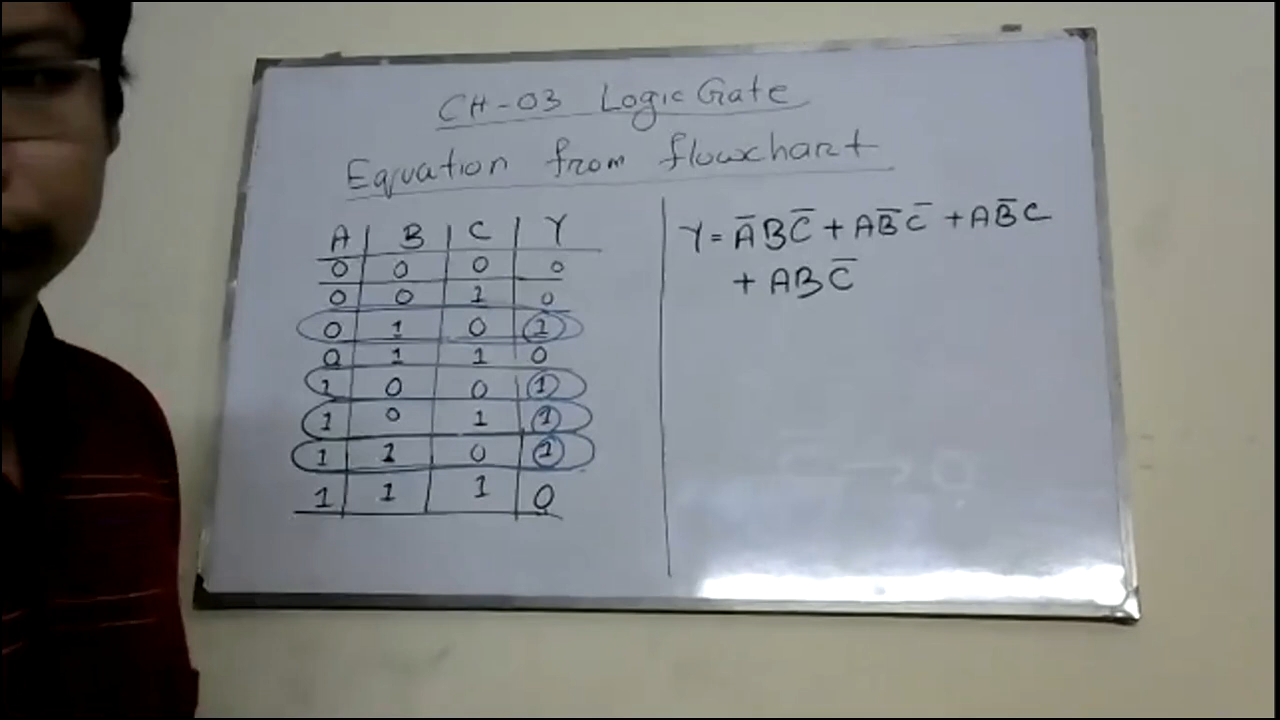 CH-03 Logic Gate
Equation from flowchart
A B C Y
0 0 0 0
0 0 1 0
0 1 0 1
0 1 1 0
1 0 0 1
1 0 1 1
1 1 0 1
1 1 1 0
Y = A̅BC̅ + AB̅C̅ + AB̅C
+ ABC̅